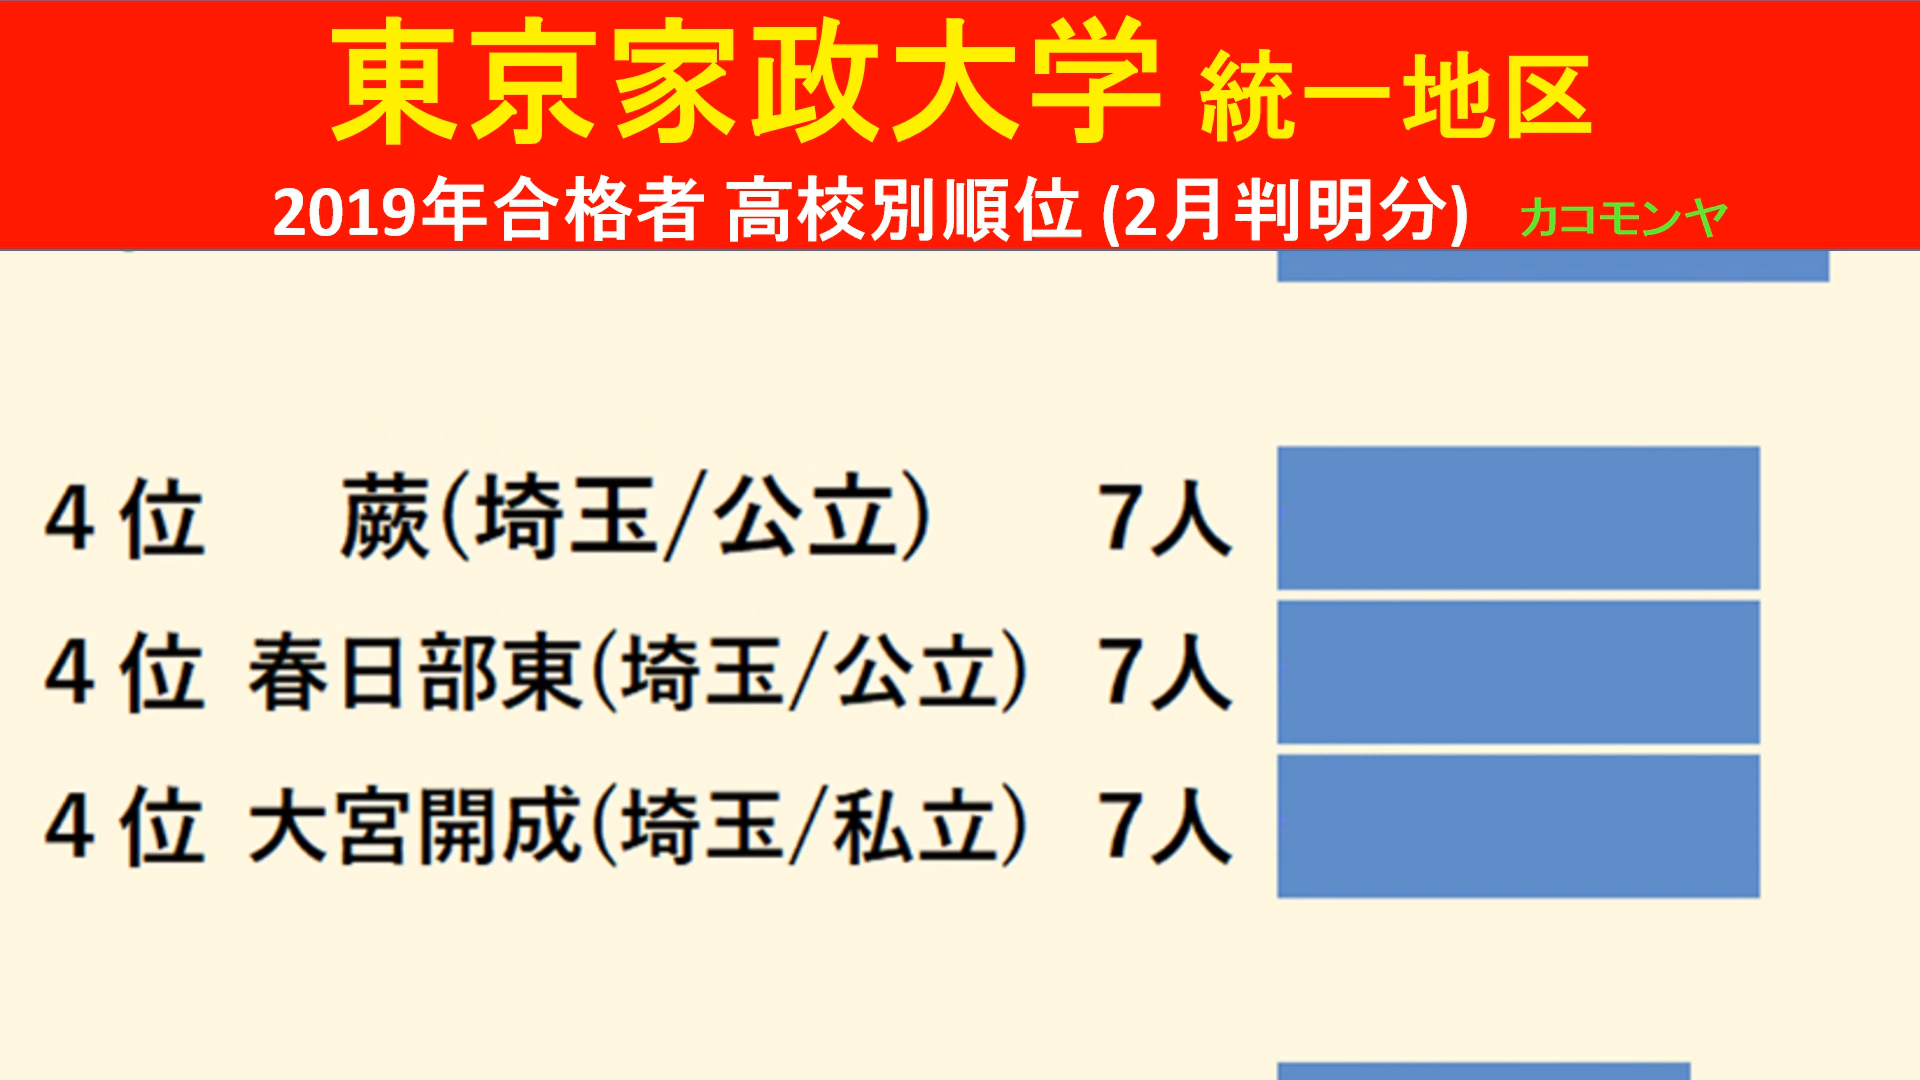 東京家政大学 統一地区
2019年合格者 高校別順位 (2月判明分) カコモンヤ
4位 蕨(埼玉/公立) 7人
4位 春日部東(埼玉/公立) 7人
4位 大宮開成(埼玉/私立) 7人